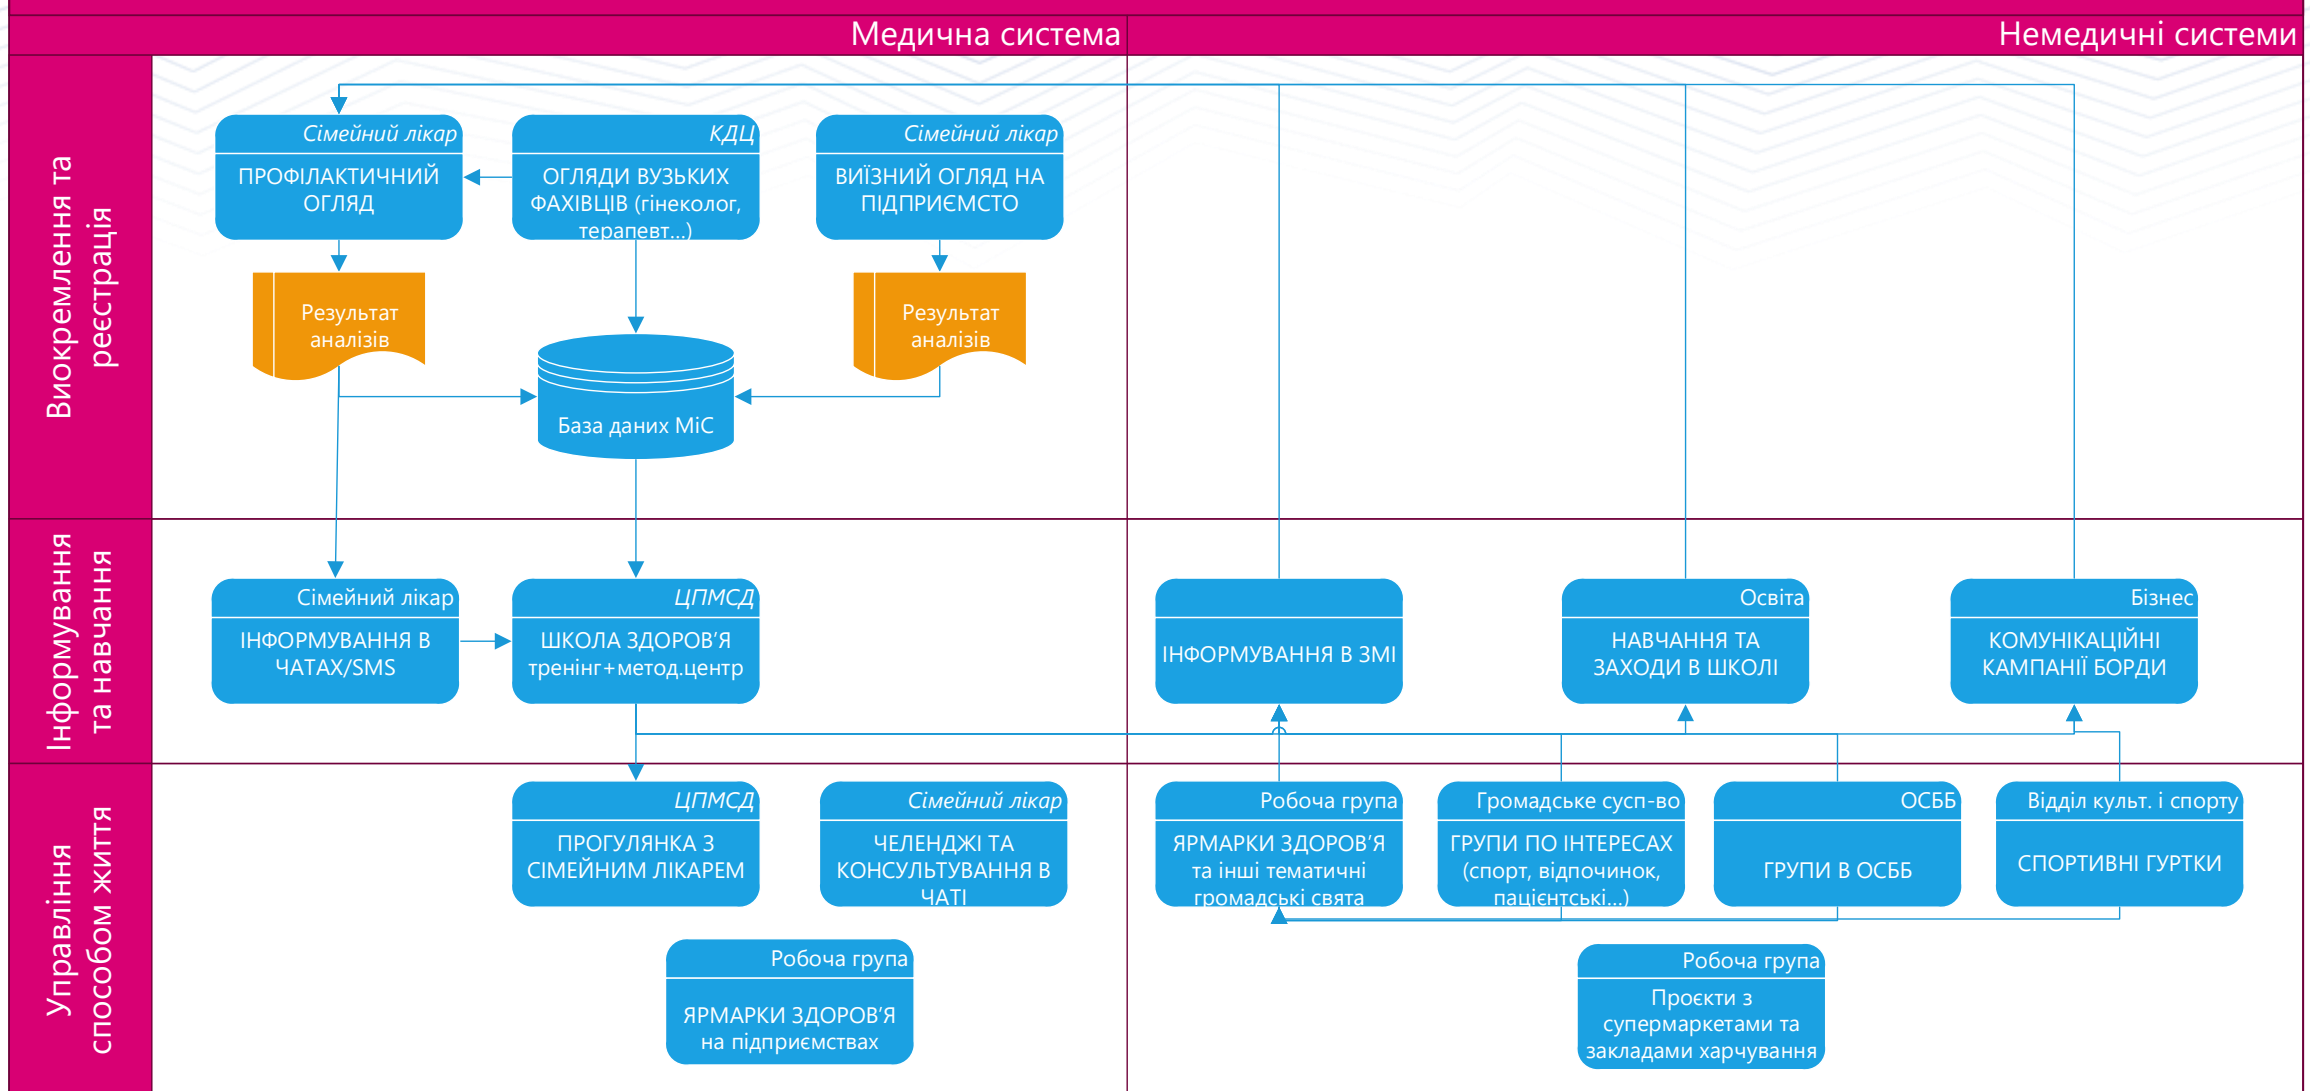 Медична система
Немедичні системи
Виокремлення та
реєстрація
Сімейний лікар
ПРОФІЛАКТИЧНИЙ
ОГЛЯД
КДЦ
ОГЛЯДИ ВУЗЬКИХ
ФАХІВЦІВ (гінеколог,
терапевт...)
Сімейний лікар
ВИЇЗНИЙ ОГЛЯД НА
ПІДПРИЄМСТО
Результат
аналізів
Результат
аналізів
База даних МіС
Інформування
та навчання
Сімейний лікар
ІНФОРМУВАННЯ В
ЧАТАХ/SMS
ЦПМСД
ШКОЛА ЗДОРОВ'Я
тренінг+метод.центр
ІНФОРМУВАННЯ В ЗМІ
Освіта
НАВЧАННЯ ТА
ЗАХОДИ В ШКОЛІ
Бізнес
КОМУНІКАЦІЙНІ
КАМПАНІЇ БОРДИ
Управління
способом життя
ЦПМСД
ПРОГУЛЯНКА З
СІМЕЙНИМ ЛІКАРЕМ
Сімейний лікар
ЧЕЛЕНДЖІ ТА
КОНСУЛЬТУВАННЯ В
ЧАТІ
Робоча група
ЯРМАРКИ ЗДОРОВ'Я
та інші тематичні
громадські свята
Громадське сусп-во
ГРУПИ ПО ІНТЕРЕСАХ
(спорт, відпочинок,
пацієнтські...)
ОСББ
ГРУПИ В ОСББ
Відділ культ. і спорту
СПОРТИВНІ ГУРТКИ
Робоча група
ЯРМАРКИ ЗДОРОВ'Я
на підприємствах
Робоча група
Проєкти з
супермаркетами та
закладами харчування